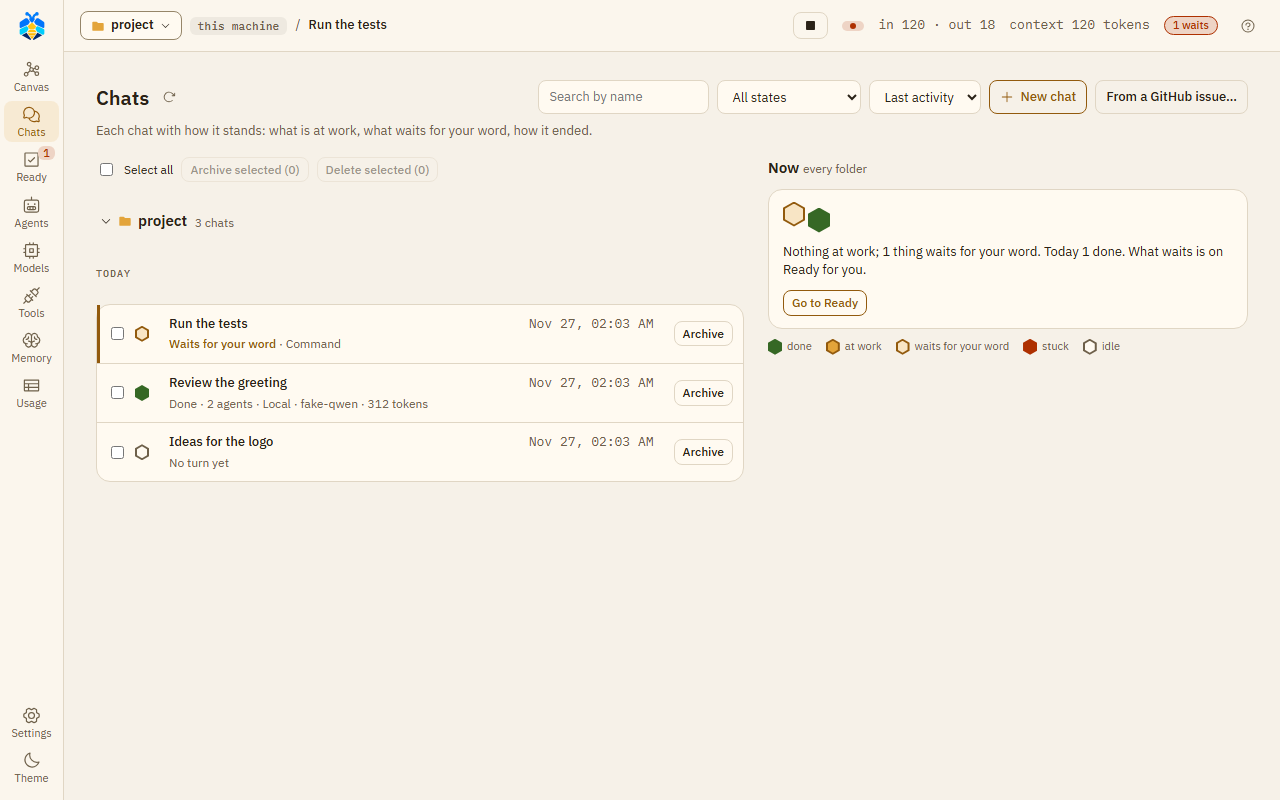 project
this machine / Run the tests
in 120 · out 18 context 120 tokens
1 waits
Canvas
Chats
1
Ready
Agents
Models
Tools
Memory
Usage
Settings
Theme
Chats
Search by name
All states
Last activity
New chat
From a GitHub issue...
Each chat with how it stands: what is at work, what waits for your word, how it ended.
Select all
Archive selected (0)
Delete selected (0)
project 3 chats
TODAY
Run the tests
Nov 27, 02:03 AM
Waits for your word · Command
Archive
Review the greeting
Nov 27, 02:03 AM
Done · 2 agents · Local · fake-qwen · 312 tokens
Archive
Ideas for the logo
Nov 27, 02:03 AM
No turn yet
Archive
Now every folder
Nothing at work; 1 thing waits for your word. Today 1 done. What waits is on
Ready for you.
Go to Ready
done
at work
waits for your word
stuck
idle